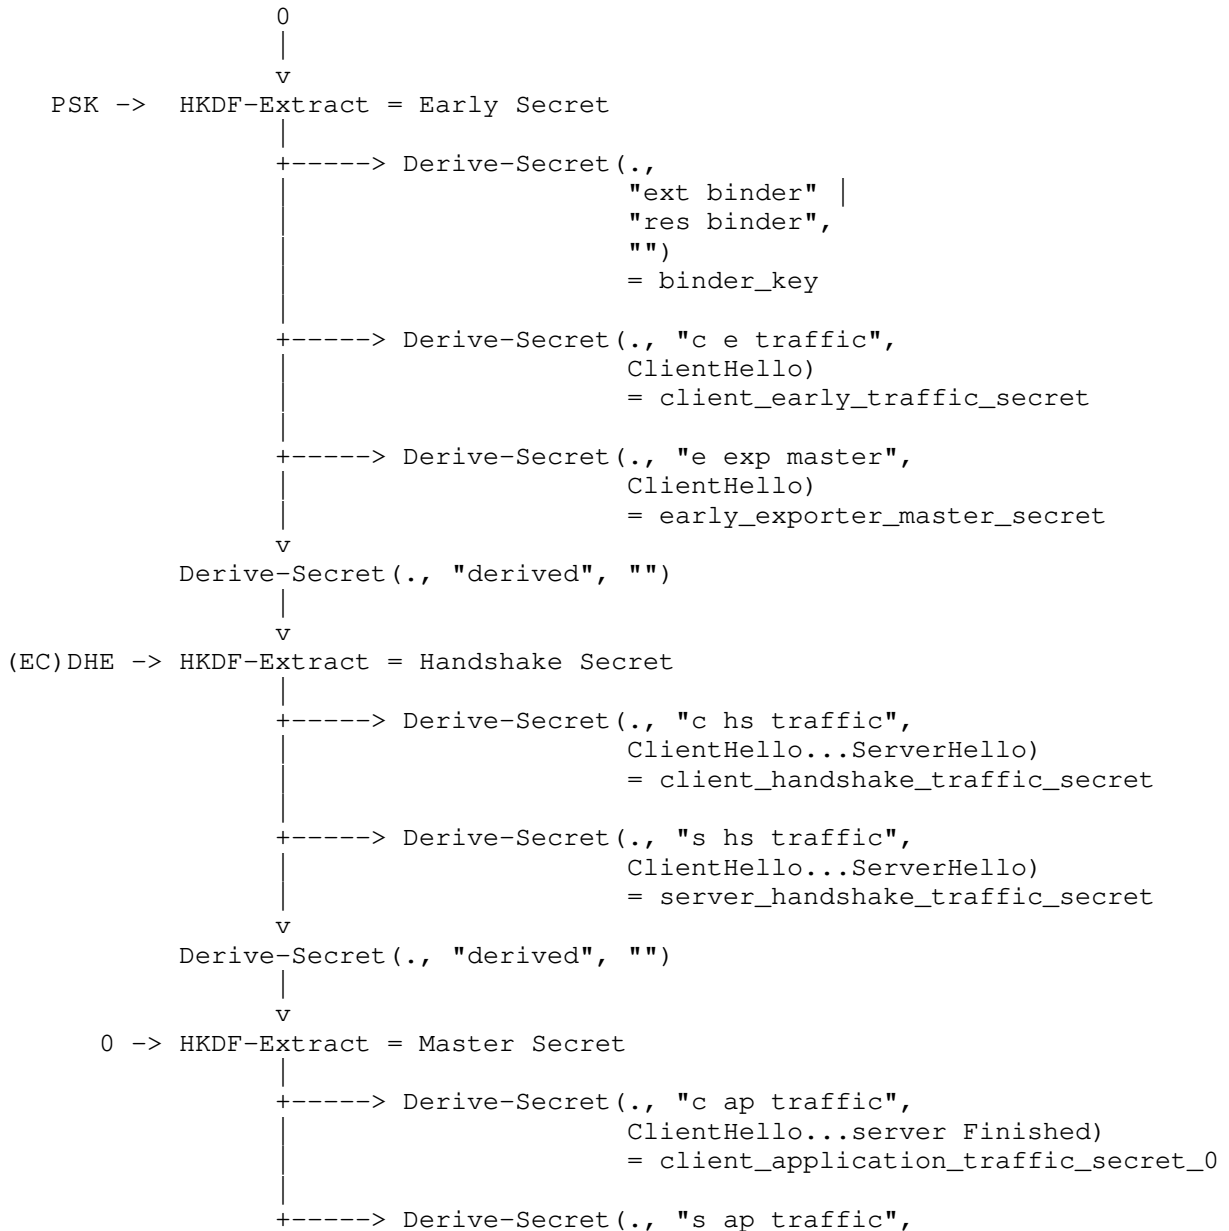 0
|
v
PSK -> HKDF-Extract = Early Secret
|
+-----> Derive-Secret(.,
| "ext binder" |
| "res binder",
| "")
| = binder_key
|
+-----> Derive-Secret(., "c e traffic",
| ClientHello)
| = client_early_traffic_secret
|
+-----> Derive-Secret(., "e exp master",
| ClientHello)
| = early_exporter_master_secret
v
Derive-Secret(., "derived", "")
|
v
(EC)DHE -> HKDF-Extract = Handshake Secret
|
+-----> Derive-Secret(., "c hs traffic",
| ClientHello...ServerHello)
| = client_handshake_traffic_secret
|
+-----> Derive-Secret(., "s hs traffic",
| ClientHello...ServerHello)
| = server_handshake_traffic_secret
v
Derive-Secret(., "derived", "")
|
v
0 -> HKDF-Extract = Master Secret
|
+-----> Derive-Secret(., "c ap traffic",
| ClientHello...server Finished)
| = client_application_traffic_secret_0
|
+-----> Derive-Secret(., "s ap traffic",